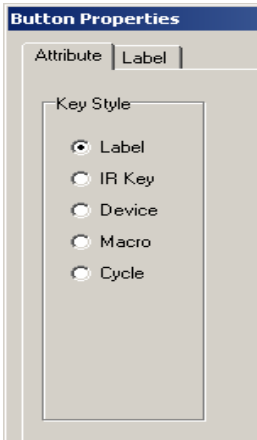 Button Properties
Attribute Label
Key Style
Label
IR Key
Device
Macro
Cycle